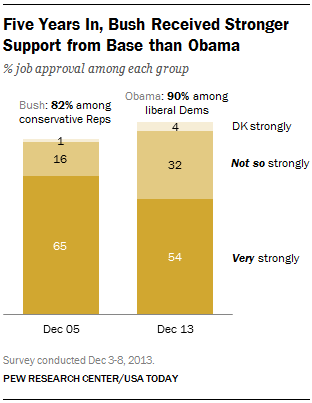 Five Years In, Bush Received Stronger
Support from Base than Obama
% job approval among each group
Bush: 82% among
conservative Reps
Obama: 90% among
liberal Dems
1
16
65
4
32
54
DK strongly
Not so strongly
Very strongly
Dec 05
Dec 13
Survey conducted Dec 3-8, 2013.
PEW RESEARCH CENTER/USA TODAY